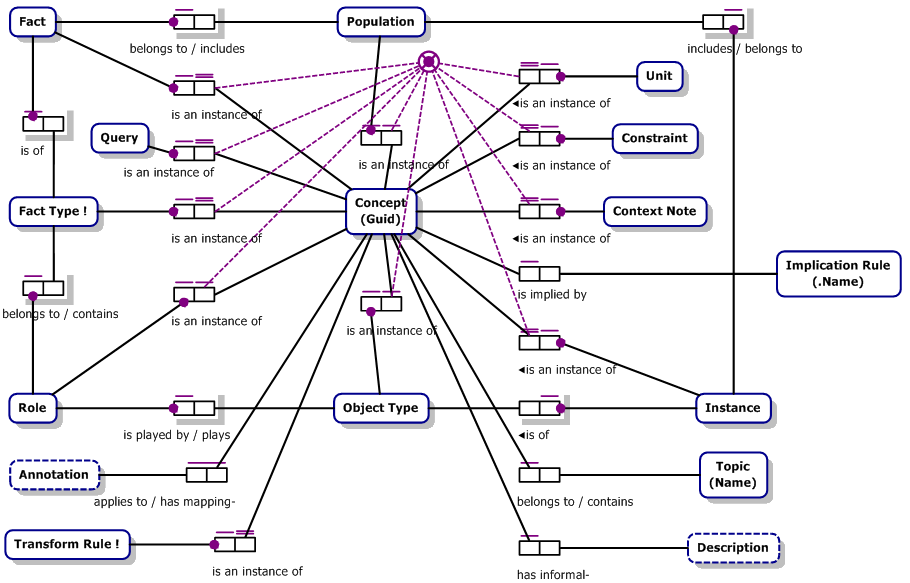 Fact
Population
belongs to / includes
includes / belongs to
Unit
is an instance of
◄is an instance of
Query
is of
is an instance of
is an instance of
Constraint
◄is an instance of
Fact Type !
is an instance of
Concept
(Guid)
Context Note
◄is an instance of
Implication Rule
(.Name)
is implied by
belongs to / contains
is an instance of
is an instance of
◄is an instance of
Role
is played by / plays
Object Type
◄is of
Instance
Annotation
applies to / has mapping-
belongs to / contains
Topic
(Name)
Transform Rule !
is an instance of
has informal-
Description